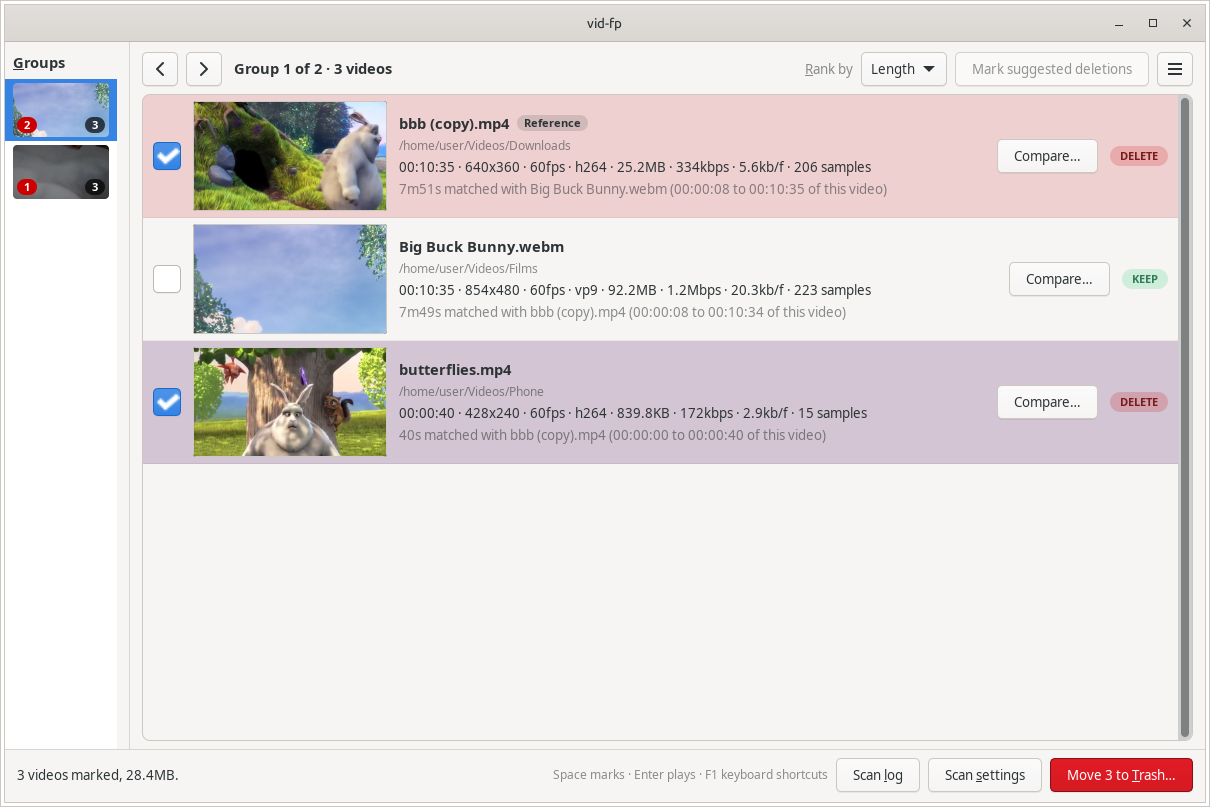 vid-fp
Groups
2 3
1 3
Group 1 of 2 · 3 videos
Rank by Length Mark suggested deletions
bbb (copy).mp4 Reference
/home/user/Videos/Downloads
00:10:35 · 640x360 · 60fps · h264 · 25.2MB · 334kbps · 5.6kb/f · 206 samples
7m51s matched with Big Buck Bunny.webm (00:00:08 to 00:10:35 of this video)
Compare... DELETE
Big Buck Bunny.webm
/home/user/Videos/Films
00:10:35 · 854x480 · 60fps · vp9 · 92.2MB · 1.2Mbps · 20.3kb/f · 223 samples
7m49s matched with bbb (copy).mp4 (00:00:08 to 00:10:34 of this video)
Compare... KEEP
butterflies.mp4
/home/user/Videos/Phone
00:00:40 · 428x240 · 60fps · h264 · 839.8KB · 172kbps · 2.9kb/f · 15 samples
40s matched with bbb (copy).mp4 (00:00:00 to 00:00:40 of this video)
Compare... DELETE
3 videos marked, 28.4MB.
Space marks · Enter plays · F1 keyboard shortcuts
Scan log
Scan settings
Move 3 to Trash...